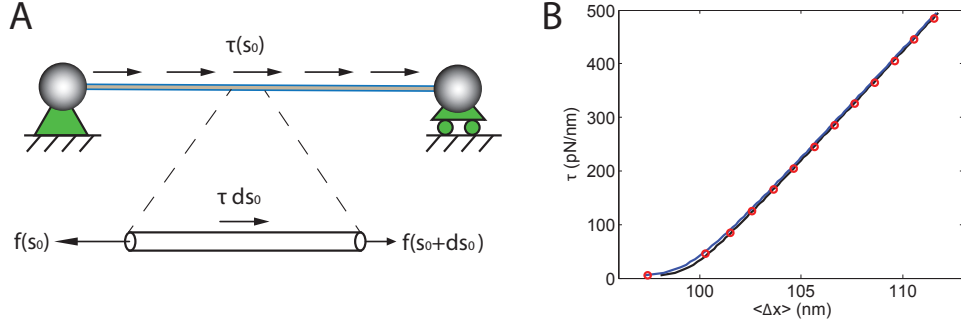 A
τ(s₀)
τ ds₀
f(s₀)
f(s₀+ds₀)
B
τ (pN/nm)
500
400
300
200
100
0
100
105
110
<Δx> (nm)